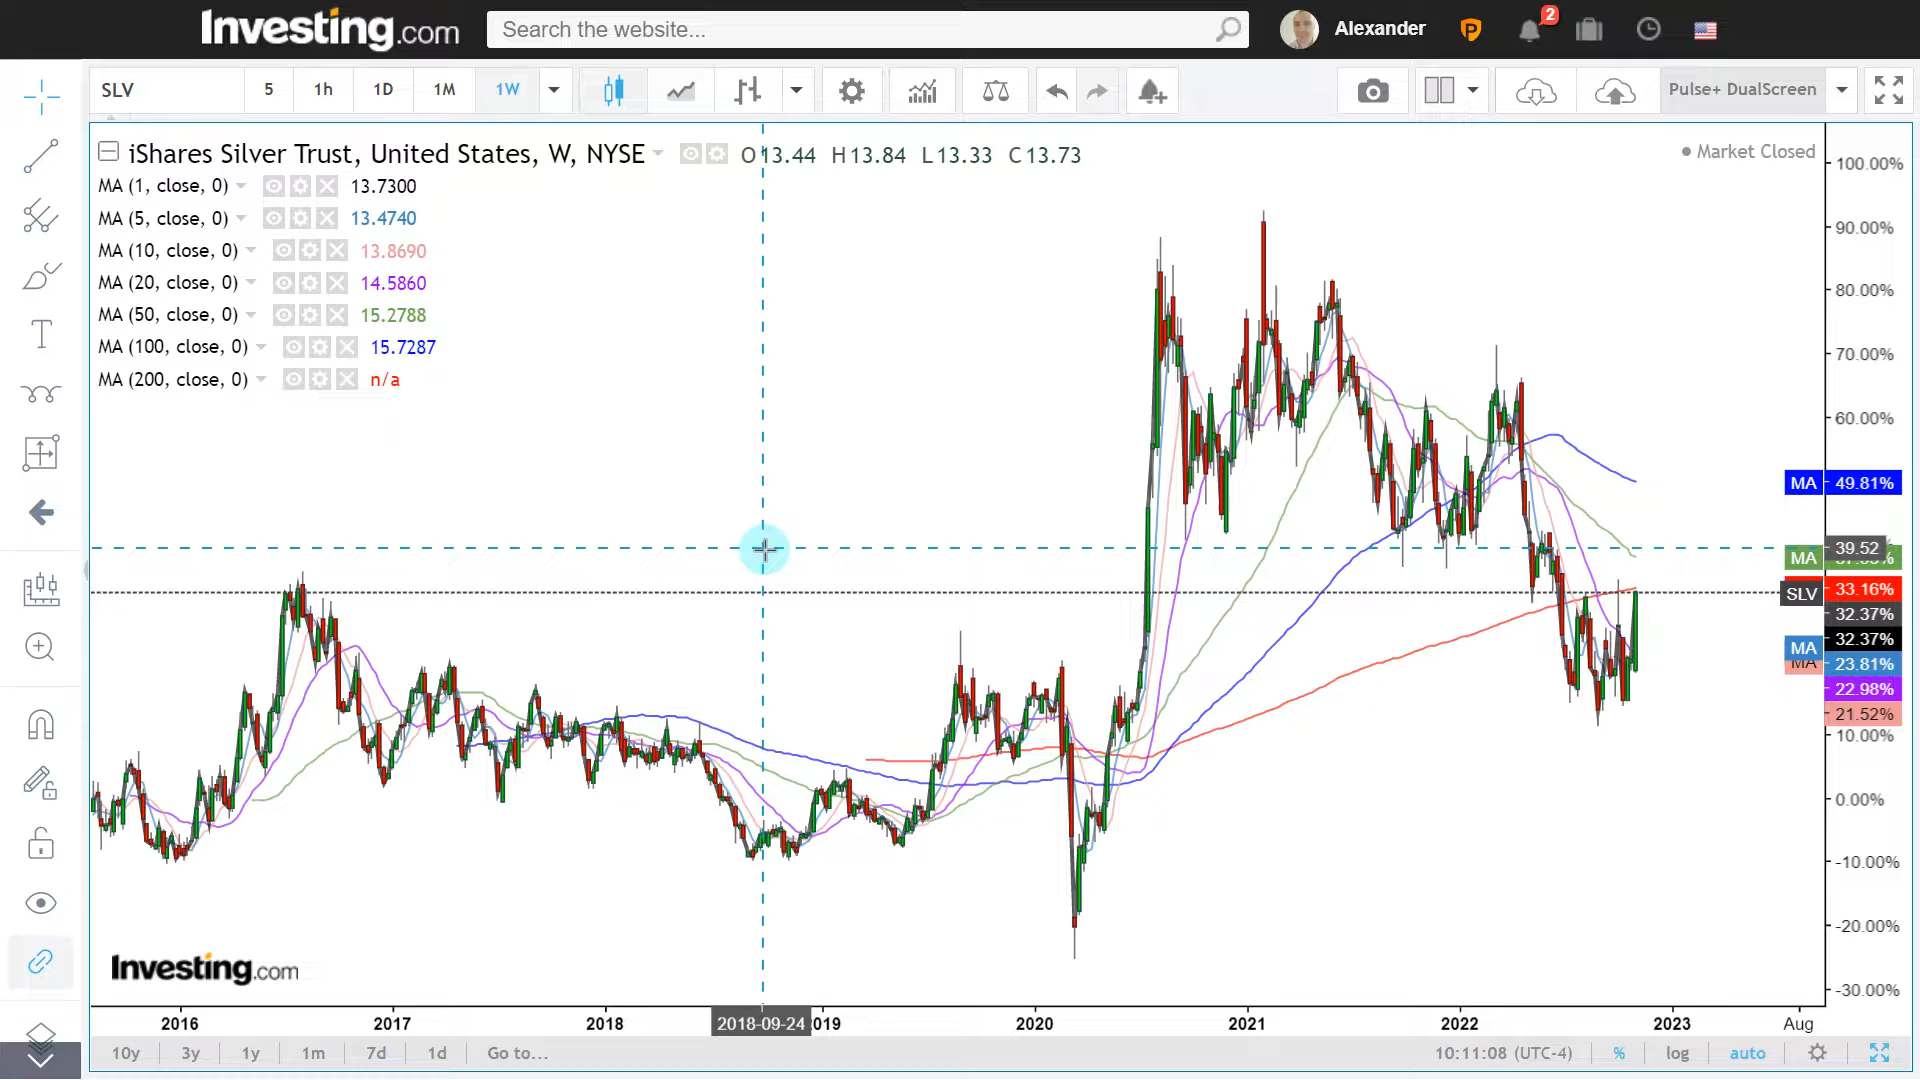 Investing.com
Search the website...
Alexander
2
SLV
5
1h
1D
1M
1W
Pulse+ DualScreen
iShares Silver Trust, United States, W, NYSE
O 13.44 H 13.84 L 13.33 C 13.73
Market Closed
MA (1, close, 0) 13.7300
MA (5, close, 0) 13.4740
MA (10, close, 0) 13.8690
MA (20, close, 0) 14.5860
MA (50, close, 0) 15.2788
MA (100, close, 0) 15.7287
MA (200, close, 0) n/a
100.00%
90.00%
80.00%
70.00%
60.00%
MA 49.81%
39.52
MA
33.16%
SLV
32.37%
32.37%
MA
23.81%
MA
22.98%
21.52%
10.00%
0.00%
-10.00%
-20.00%
-30.00%
Investing.com
2016 2017 2018 2018-09-24 019 2020 2021 2022 2023 Aug
10y 3y 1y 1m 7d 1d Go to... 10:11:08 (UTC-4) % log auto